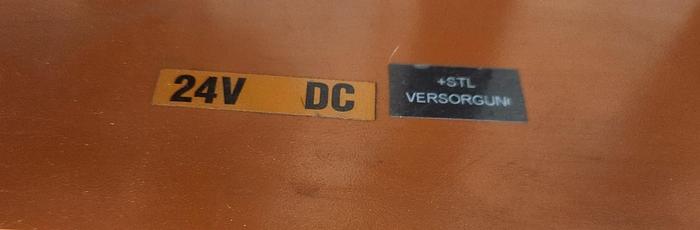 24V DC
+STL
VERSORGUN